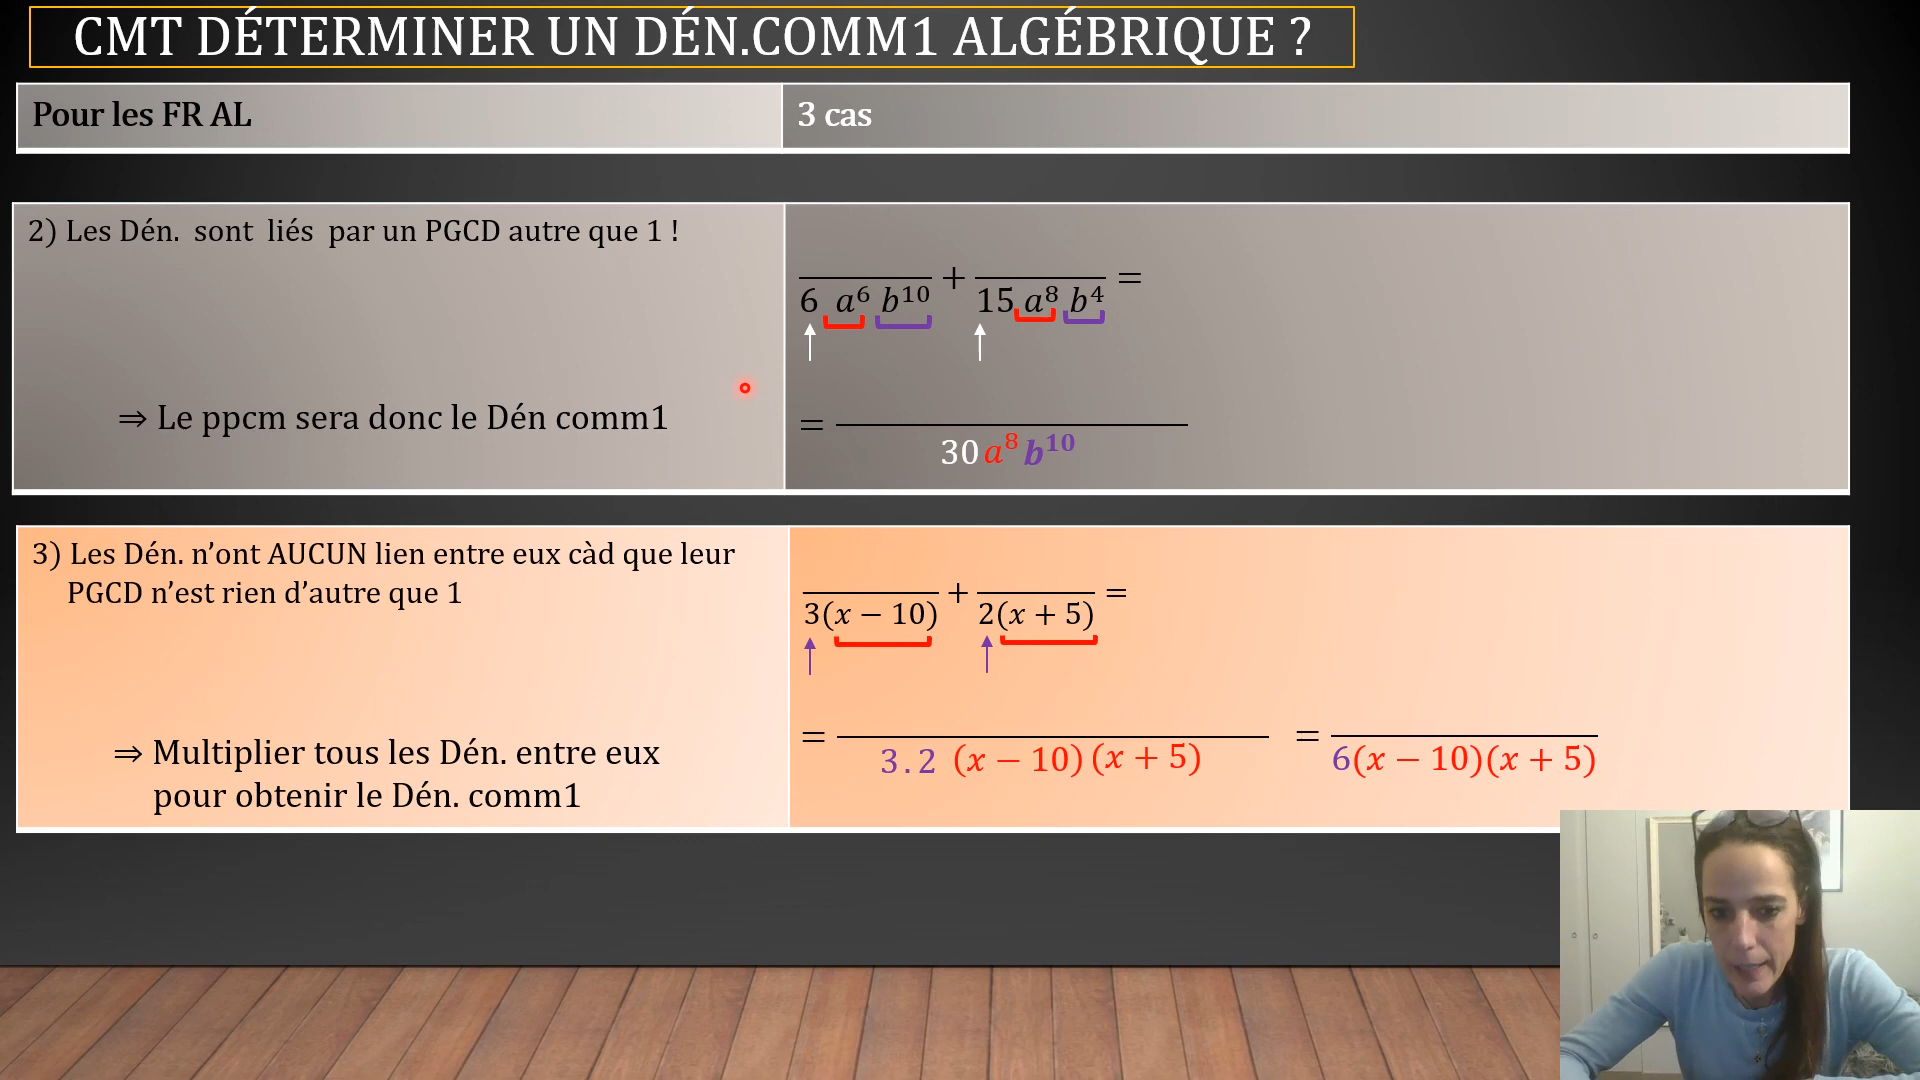 CMT DÉTERMINER UN DÉN.COMM1 ALGÉBRIQUE ?
Pour les FR AL
3 cas
2) Les Dén. sont liés par un PGCD autre que 1 !
⇒ Le ppcm sera donc le Dén comm1
+ =
6 a⁶ b¹⁰ 15 a⁸ b⁴
=
30 a⁸ b¹⁰
3) Les Dén. n’ont AUCUN lien entre eux càd que leur
PGCD n’est rien d’autre que 1
⇒ Multiplier tous les Dén. entre eux
pour obtenir le Dén. comm1
+ =
3(x − 10) 2(x + 5)
= =
3 . 2 (x − 10) (x + 5) 6(x − 10)(x + 5)